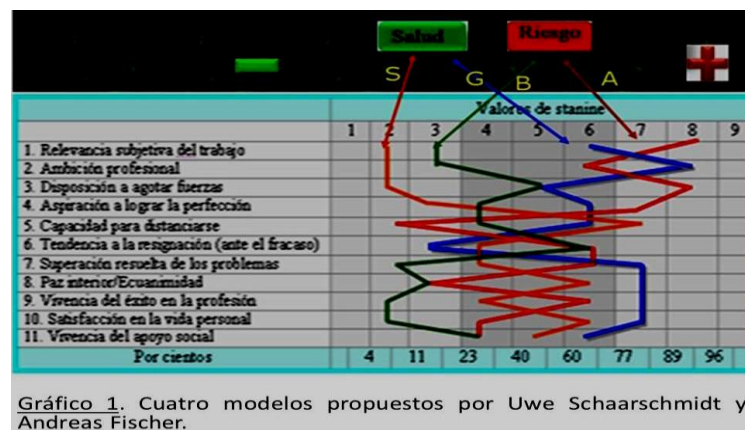 Salud Riesgo
S G B A
Valores de stanine
1 2 3 4 5 6 7 8 9
1. Relevancia subjetiva del trabajo
2. Ambición profesional
3. Disposición a agotar fuerzas
4. Aspiración a lograr la perfección
5. Capacidad para distanciarse
6. Tendencia a la resignación (ante el fracaso)
7. Superación resuelta de los problemas
8. Paz interior/Ecuanimidad
9. Vivencia del éxito en la profesión
10. Satisfacción en la vida personal
11. Vivencia del apoyo social
Por cientos 4 11 23 40 60 77 89 96
Gráfico 1. Cuatro modelos propuestos por Uwe Schaarschmidt y
Andreas Fischer.